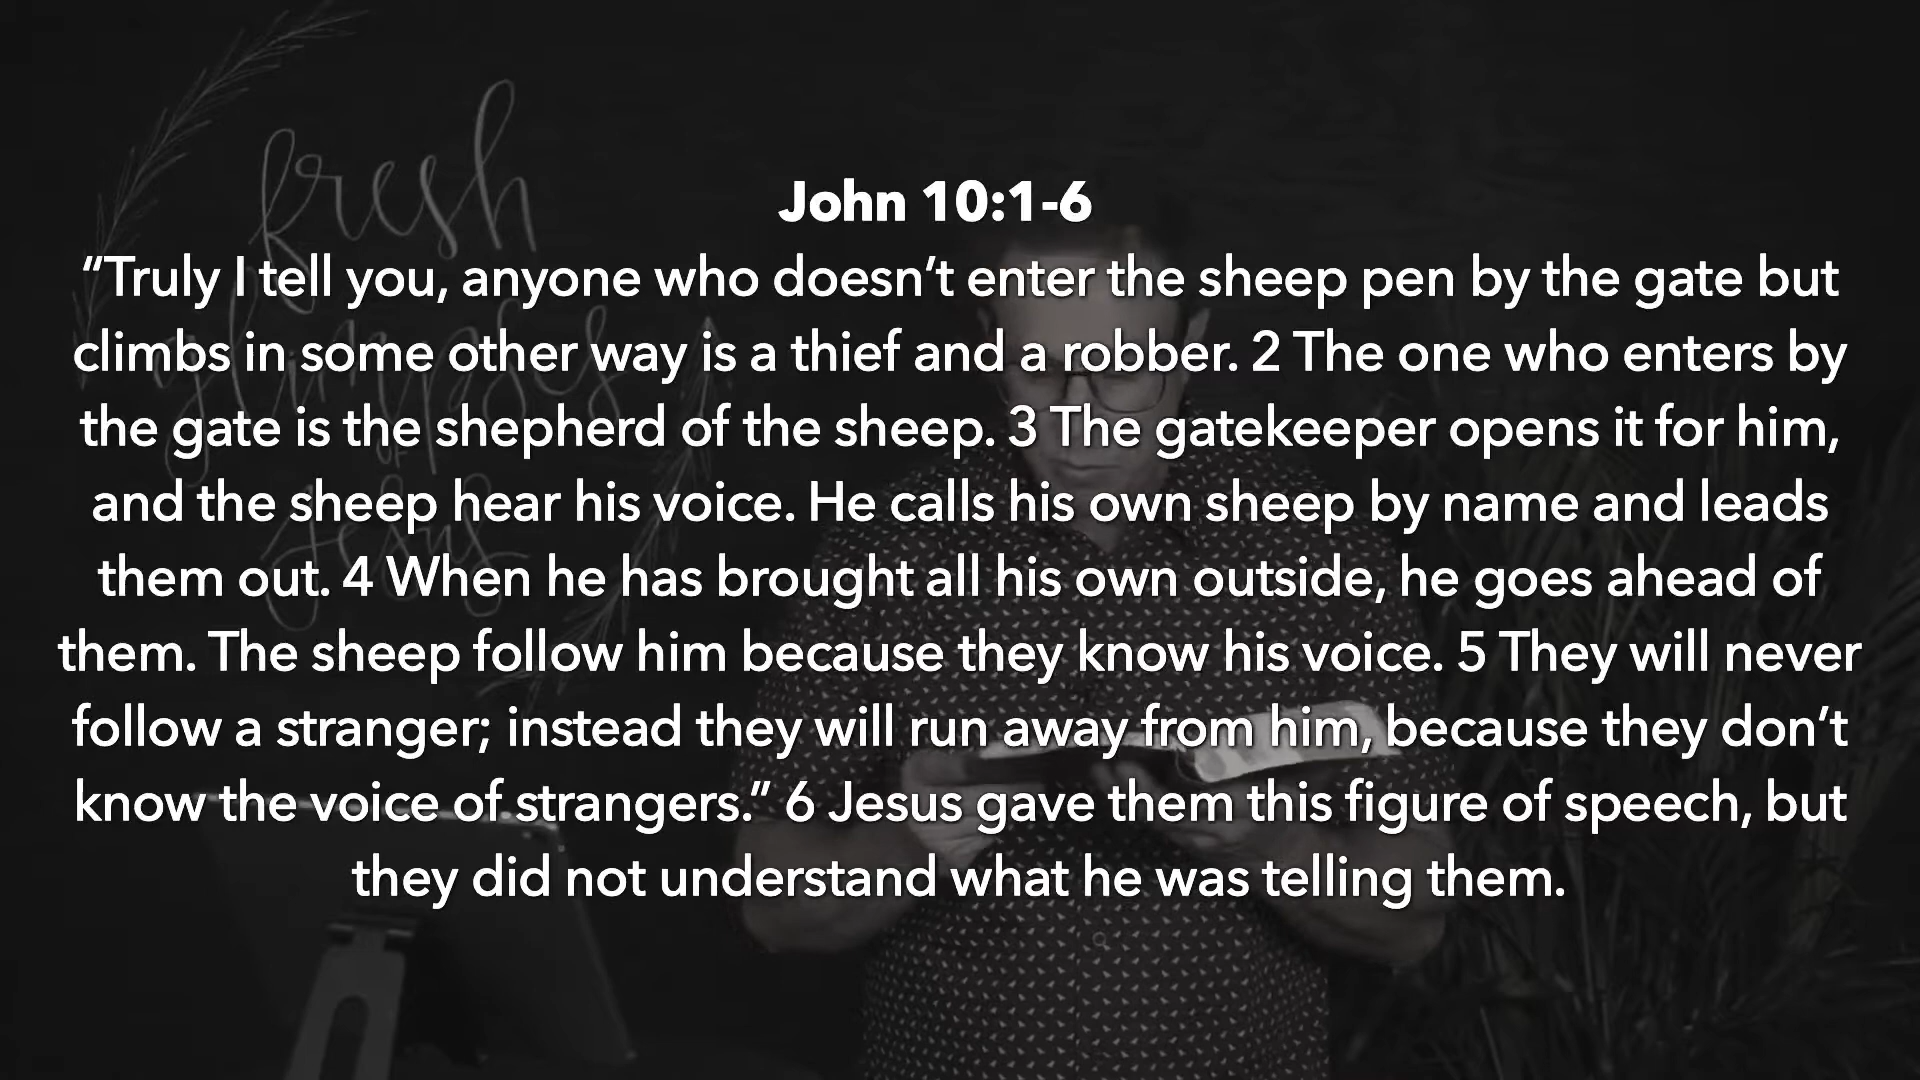 fresh
glimpses
of
Jesus
John 10:1-6
“Truly I tell you, anyone who doesn’t enter the sheep pen by the gate but
climbs in some other way is a thief and a robber. 2 The one who enters by
the gate is the shepherd of the sheep. 3 The gatekeeper opens it for him,
and the sheep hear his voice. He calls his own sheep by name and leads
them out. 4 When he has brought all his own outside, he goes ahead of
them. The sheep follow him because they know his voice. 5 They will never
follow a stranger; instead they will run away from him, because they don’t
know the voice of strangers.” 6 Jesus gave them this figure of speech, but
they did not understand what he was telling them.